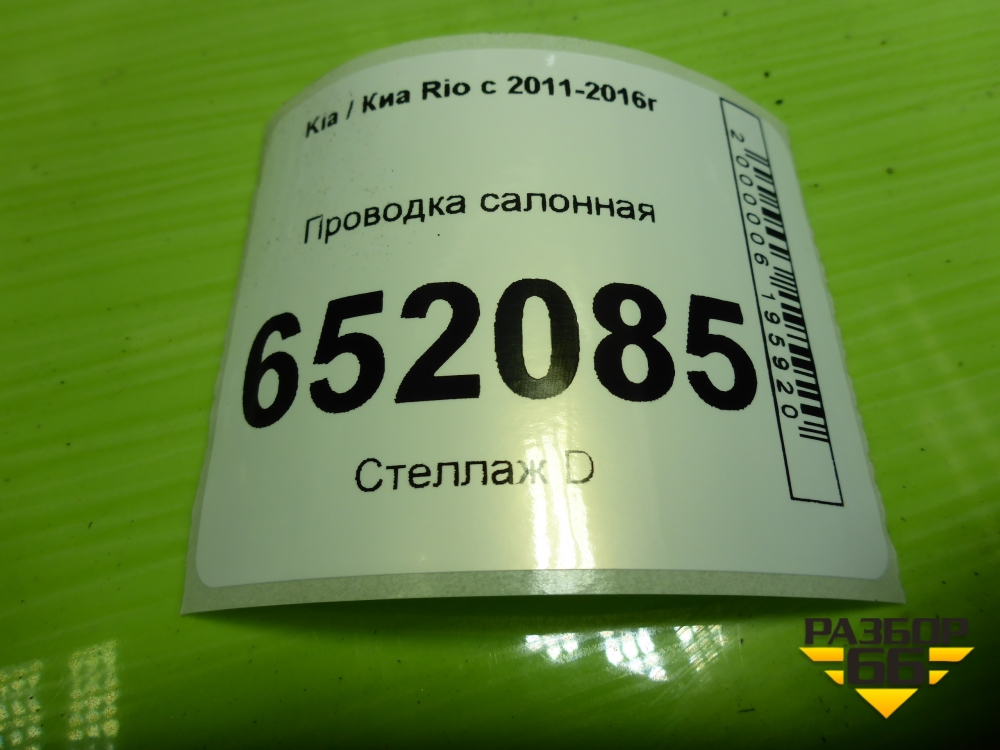 Kia / Киа Rio с 2011-2016г
Проводка салонная
652085
Стеллаж D
2000006195920
РАЗБОР
66